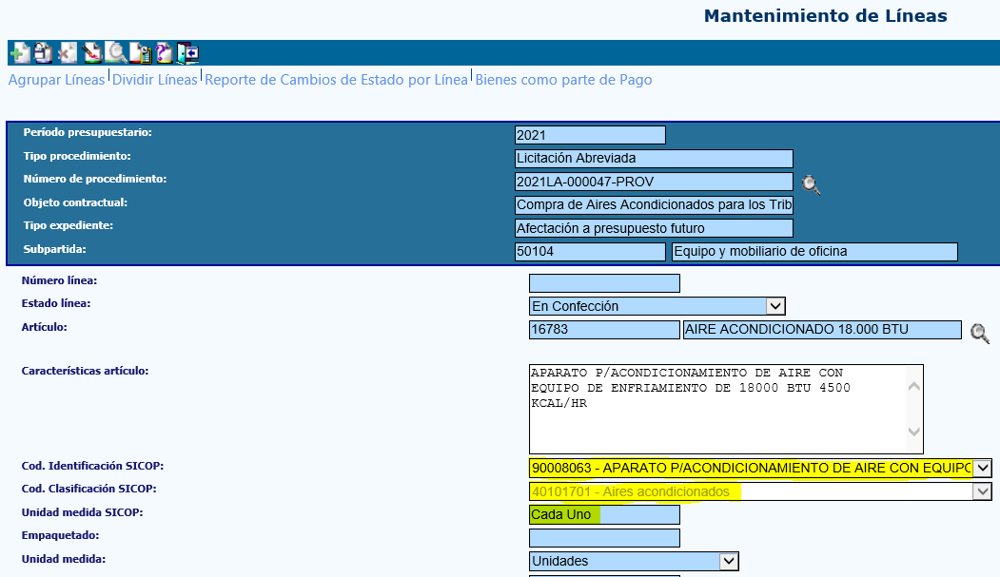 Mantenimiento de Líneas
Agrupar Líneas Dividir Líneas Reporte de Cambios de Estado por Línea Bienes como parte de Pago
Período presupuestario: 2021
Tipo procedimiento: Licitación Abreviada
Número de procedimiento: 2021LA-000047-PROV
Objeto contractual: Compra de Aires Acondicionados para los Trib
Tipo expediente: Afectación a presupuesto futuro
Subpartida: 50104 Equipo y mobiliario de oficina
Número línea:
Estado línea: En Confección
Artículo: 16783 AIRE ACONDICIONADO 18.000 BTU
Características artículo: APARATO P/ACONDICIONAMIENTO DE AIRE CON
EQUIPO DE ENFRIAMIENTO DE 18000 BTU 4500
KCAL/HR
Cod. Identificación SICOP: 90008063 - APARATO P/ACONDICIONAMIENTO DE AIRE CON EQUIPO
Cod. Clasificación SICOP: 40101701 - Aires acondicionados
Unidad medida SICOP: Cada Uno
Empaquetado:
Unidad medida: Unidades